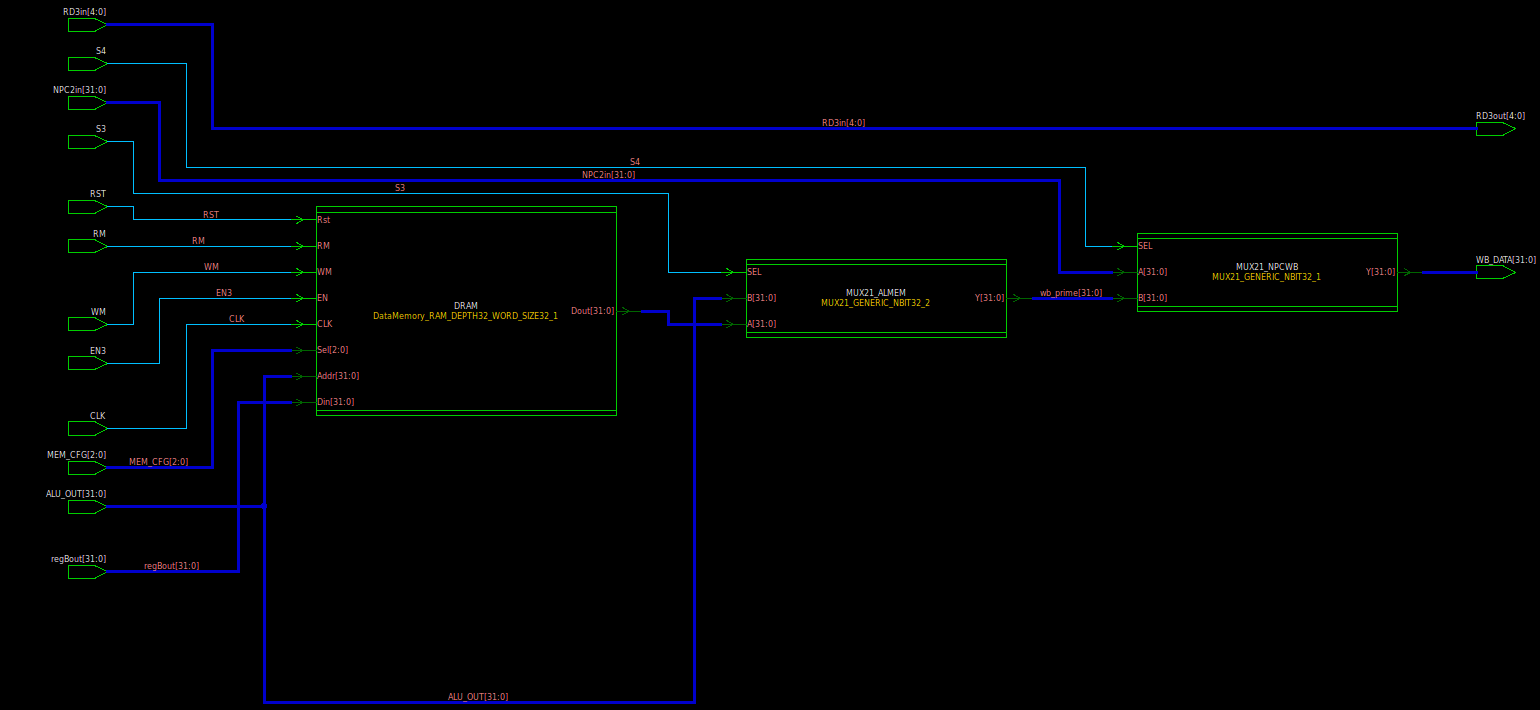 RD3in[4:0]
S4
NPC2in[31:0]
RD3in[4:0]
RD3out[4:0]
S3
S4
NPC2in[31:0]
S3
RST
RST
Rst
RM
RM
RM
SEL
WM
WM
SEL
MUX21_NPCWB
MUX21_GENERIC_NBIT32_1
A[31:0]
Y[31:0]
WB_DATA[31:0]
EN3
EN
B[31:0]
MUX21_ALMEM
MUX21_GENERIC_NBIT32_2
Y[31:0]
wb_prime[31:0]
B[31:0]
WM
CLK
CLK
DRAM
DataMemory_RAM_DEPTH32_WORD_SIZE32_1
Dout[31:0]
A[31:0]
EN3
Sel[2:0]
Addr[31:0]
Din[31:0]
CLK
MEM_CFG[2:0]
MEM_CFG[2:0]
ALU_OUT[31:0]
regBout[31:0]
regBout[31:0]
ALU_OUT[31:0]